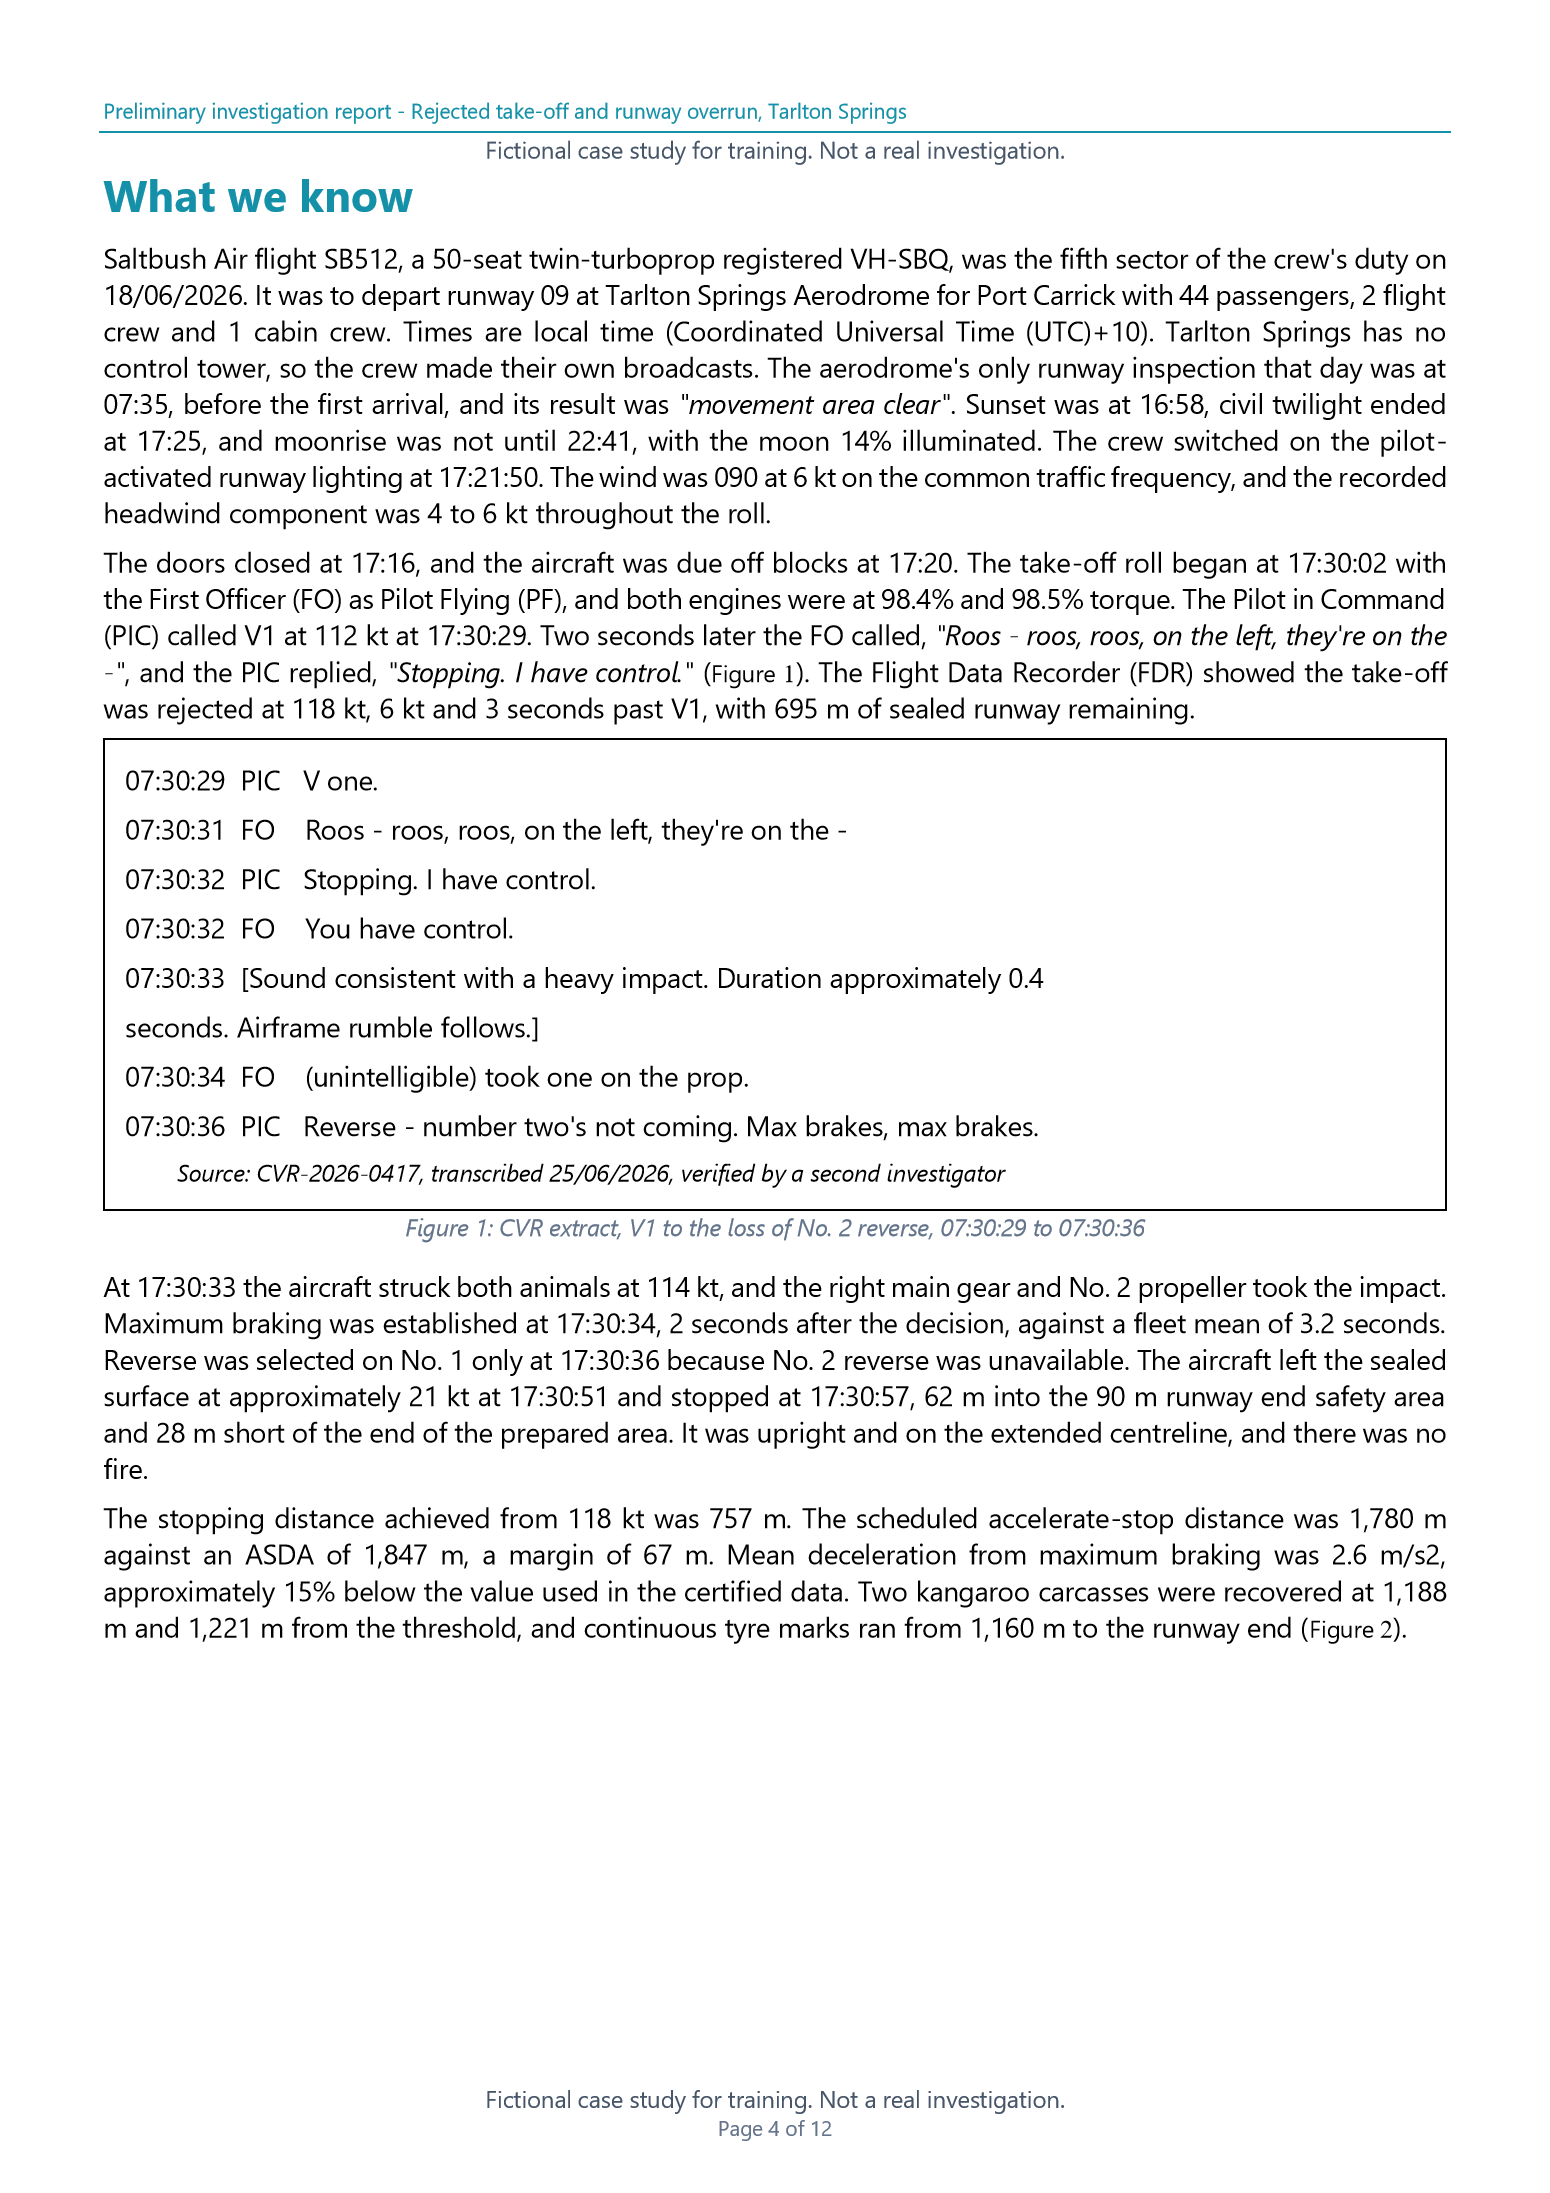 Preliminary investigation report - Rejected take-off and runway overrun, Tarlton Springs
Fictional case study for training. Not a real investigation.
What we know
Saltbush Air flight SB512, a 50-seat twin-turboprop registered VH-SBQ, was the fifth sector of the crew's duty on
18/06/2026. It was to depart runway 09 at Tarlton Springs Aerodrome for Port Carrick with 44 passengers, 2 flight
crew and 1 cabin crew. Times are local time (Coordinated Universal Time (UTC)+10). Tarlton Springs has no
control tower, so the crew made their own broadcasts. The aerodrome's only runway inspection that day was at
07:35, before the first arrival, and its result was "movement area clear". Sunset was at 16:58, civil twilight ended
at 17:25, and moonrise was not until 22:41, with the moon 14% illuminated. The crew switched on the pilot-
activated runway lighting at 17:21:50. The wind was 090 at 6 kt on the common traffic frequency, and the recorded
headwind component was 4 to 6 kt throughout the roll.
The doors closed at 17:16, and the aircraft was due off blocks at 17:20. The take-off roll began at 17:30:02 with
the First Officer (FO) as Pilot Flying (PF), and both engines were at 98.4% and 98.5% torque. The Pilot in Command
(PIC) called V1 at 112 kt at 17:30:29. Two seconds later the FO called, "Roos - roos, roos, on the left, they're on the
-", and the PIC replied, "Stopping. I have control." (Figure 1). The Flight Data Recorder (FDR) showed the take-off
was rejected at 118 kt, 6 kt and 3 seconds past V1, with 695 m of sealed runway remaining.
07:30:29 PIC V one.
07:30:31 FO Roos - roos, roos, on the left, they're on the -
07:30:32 PIC Stopping. I have control.
07:30:32 FO You have control.
07:30:33 [Sound consistent with a heavy impact. Duration approximately 0.4
seconds. Airframe rumble follows.]
07:30:34 FO (unintelligible) took one on the prop.
07:30:36 PIC Reverse - number two's not coming. Max brakes, max brakes.
Source: CVR-2026-0417, transcribed 25/06/2026, verified by a second investigator
Figure 1: CVR extract, V1 to the loss of No. 2 reverse, 07:30:29 to 07:30:36
At 17:30:33 the aircraft struck both animals at 114 kt, and the right main gear and No. 2 propeller took the impact.
Maximum braking was established at 17:30:34, 2 seconds after the decision, against a fleet mean of 3.2 seconds.
Reverse was selected on No. 1 only at 17:30:36 because No. 2 reverse was unavailable. The aircraft left the sealed
surface at approximately 21 kt at 17:30:51 and stopped at 17:30:57, 62 m into the 90 m runway end safety area
and 28 m short of the end of the prepared area. It was upright and on the extended centreline, and there was no
fire.
The stopping distance achieved from 118 kt was 757 m. The scheduled accelerate-stop distance was 1,780 m
against an ASDA of 1,847 m, a margin of 67 m. Mean deceleration from maximum braking was 2.6 m/s2,
approximately 15% below the value used in the certified data. Two kangaroo carcasses were recovered at 1,188
m and 1,221 m from the threshold, and continuous tyre marks ran from 1,160 m to the runway end (Figure 2).
Fictional case study for training. Not a real investigation.
Page 4 of 12